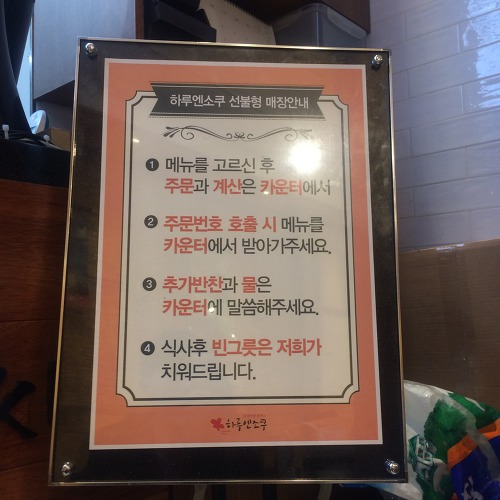 하루엔소쿠 선불형 매장안내
1 메뉴를 고르신 후
주문과 계산은 카운터에서
2 주문번호 호출 시 메뉴를
카운터에서 받아가주세요.
3 추가반찬과 물은
카운터에 말씀해주세요.
4 식사후 빈그릇은 저희가
치워드립니다.
하루엔소쿠